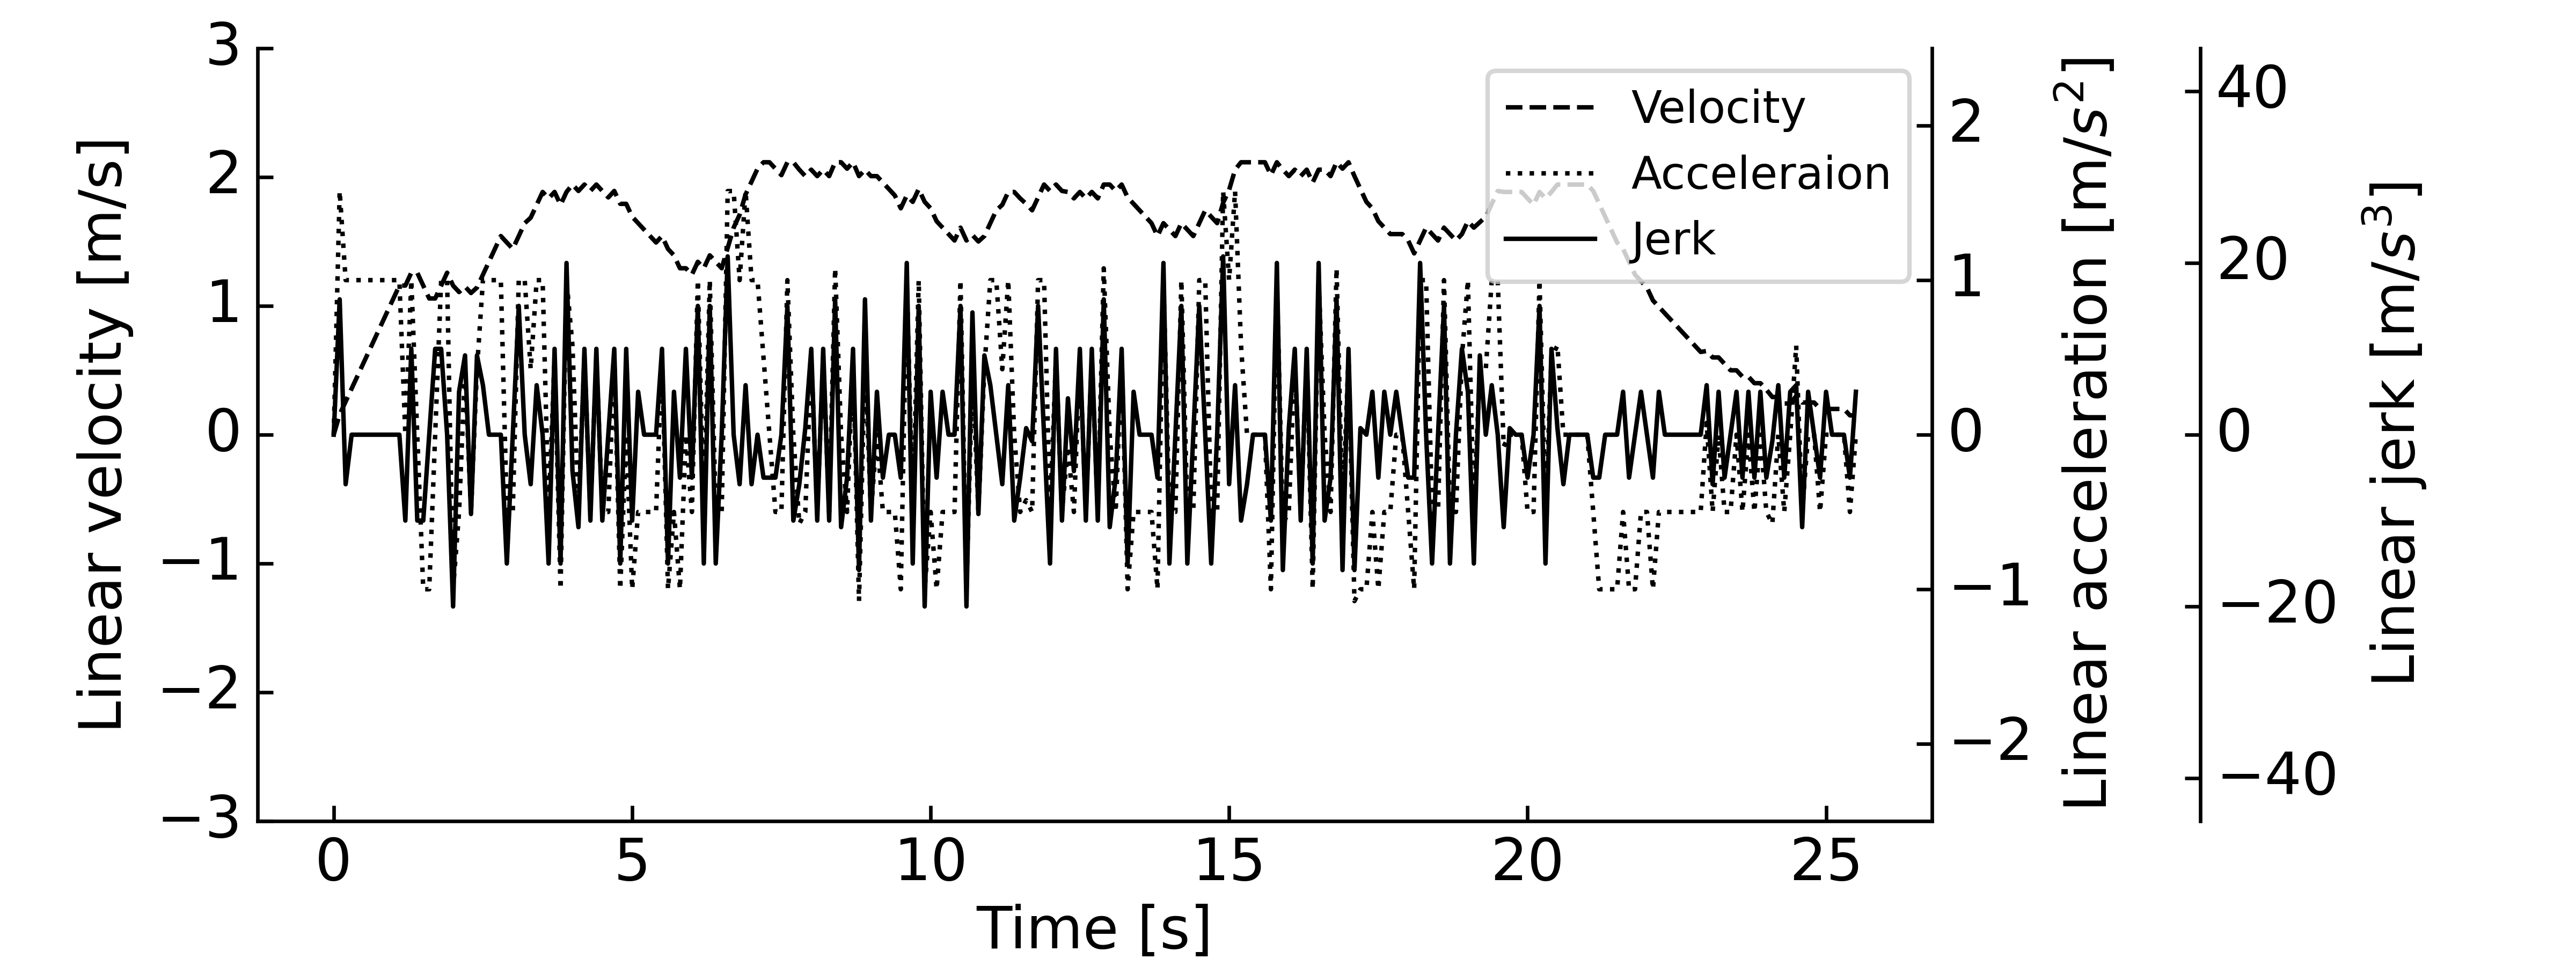 Linear velocity [m/s]
3
2
1
0
−1
−2
−3
0 5 10 15 20 25
Time [s]
Velocity
Acceleraion
Jerk
2
1
0
−1
−2
Linear acceleration [m/s²]
40
20
0
−20
−40
Linear jerk [m/s³]